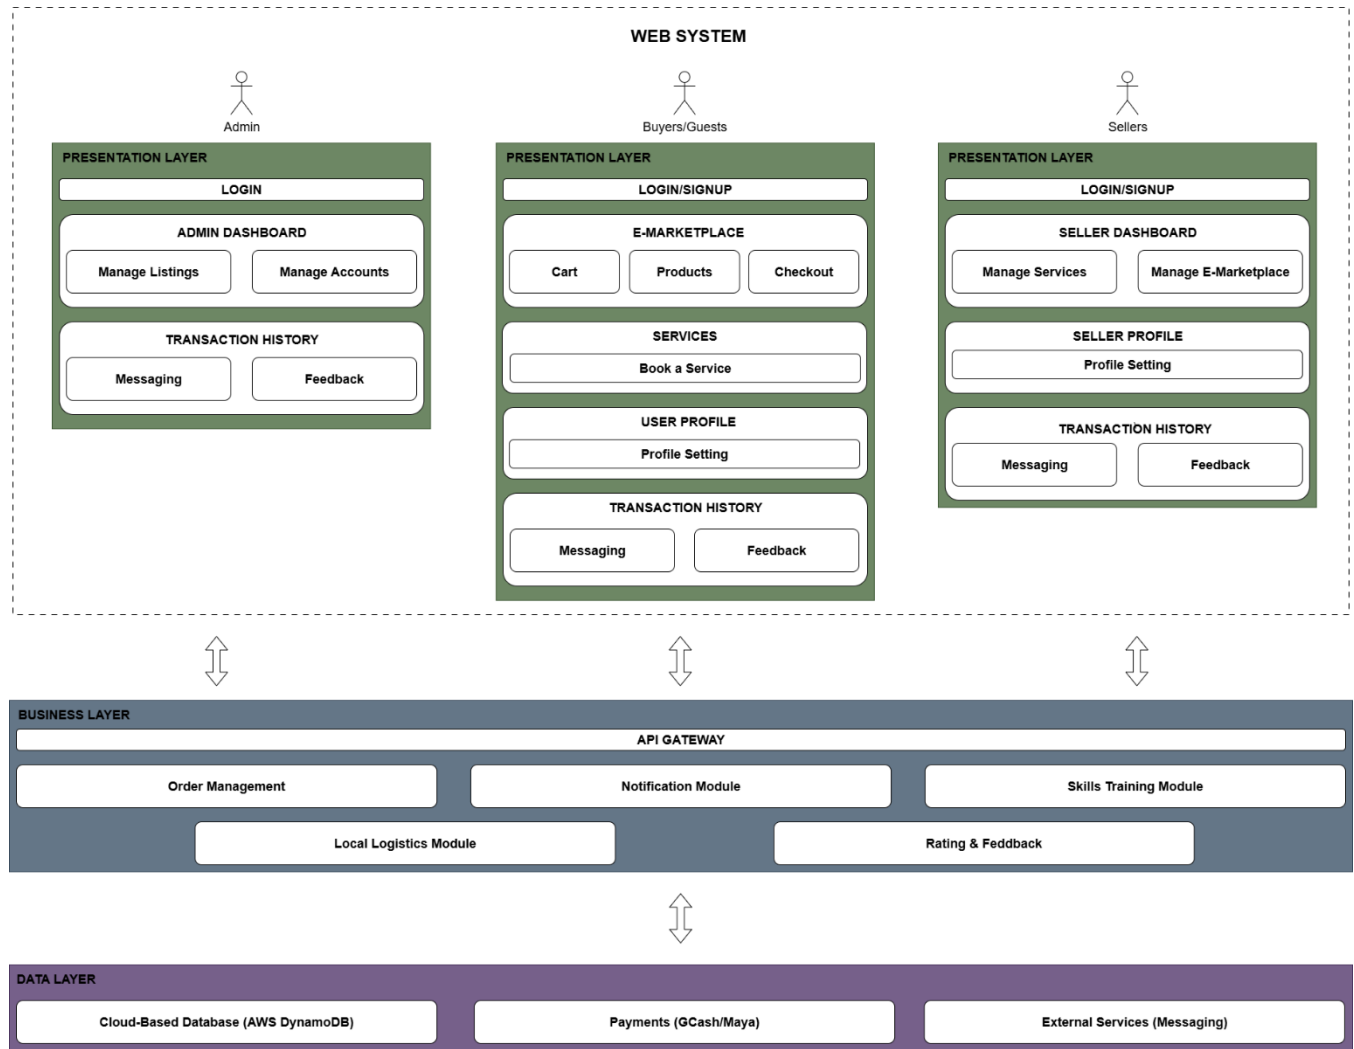 WEB SYSTEM
Admin
Buyers/Guests
Sellers
PRESENTATION LAYER
LOGIN
ADMIN DASHBOARD
Manage Listings
Manage Accounts
TRANSACTION HISTORY
Messaging
Feedback
PRESENTATION LAYER
LOGIN/SIGNUP
E-MARKETPLACE
Cart
Products
Checkout
SERVICES
Book a Service
USER PROFILE
Profile Setting
TRANSACTION HISTORY
Messaging
Feedback
PRESENTATION LAYER
LOGIN/SIGNUP
SELLER DASHBOARD
Manage Services
Manage E-Marketplace
SELLER PROFILE
Profile Setting
TRANSACTION HISTORY
Messaging
Feedback
BUSINESS LAYER
API GATEWAY
Order Management
Notification Module
Skills Training Module
Local Logistics Module
Rating & Feddback
DATA LAYER
Cloud-Based Database (AWS DynamoDB)
Payments (GCash/Maya)
External Services (Messaging)